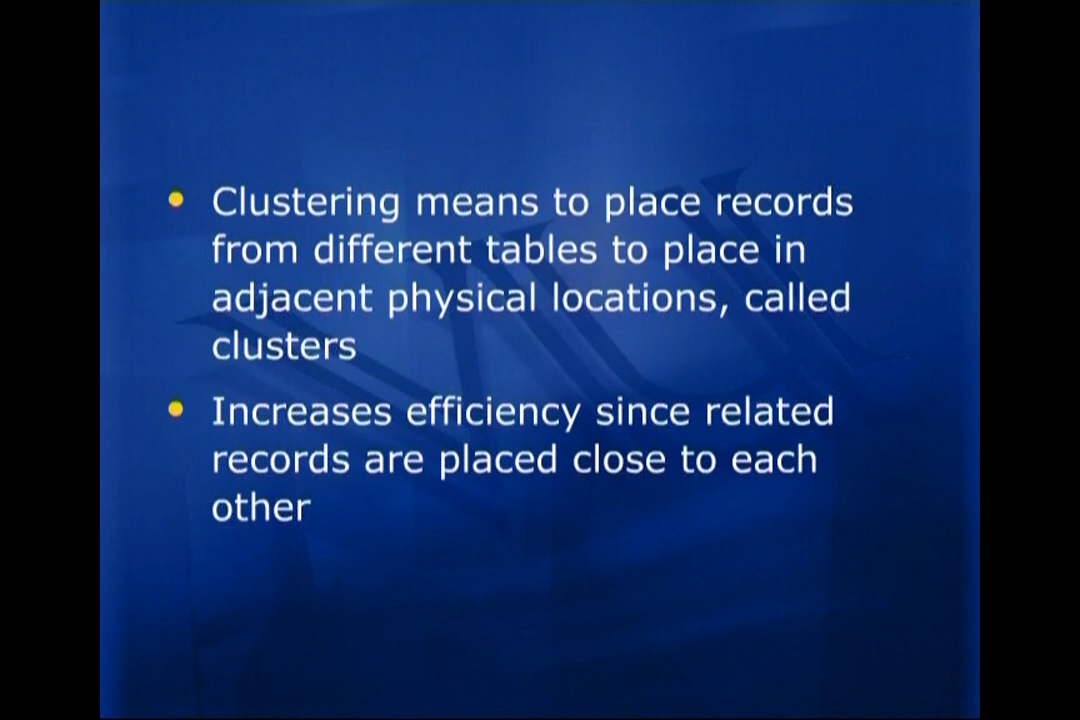 • Clustering means to place records
from different tables to place in
adjacent physical locations, called
clusters
• Increases efficiency since related
records are placed close to each
other